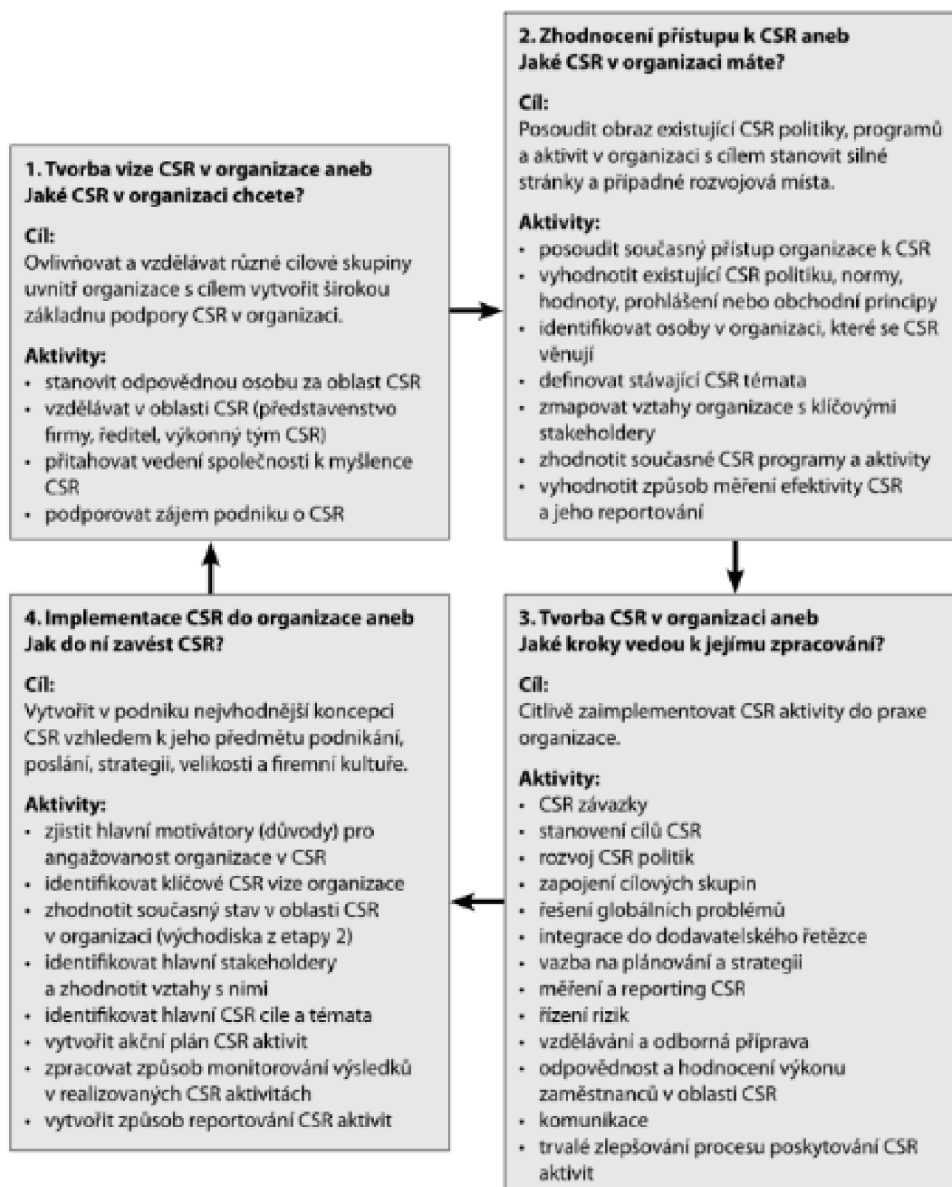 1. Tvorba vize CSR v organizace aneb
Jaké CSR v organizaci chcete?
Cíl:
Ovlivňovat a vzdělávat různé cílové skupiny
uvnitř organizace s cílem vytvořit širokou
základnu podpory CSR v organizaci.
Aktivity:
• stanovit odpovědnou osobu za oblast CSR
• vzdělávat v oblasti CSR (představenstvo
firmy, ředitel, výkonný tým CSR)
• přitahovat vedení společnosti k myšlence
CSR
• podporovat zájem podniku o CSR
2. Zhodnocení přístupu k CSR aneb
Jaké CSR v organizaci máte?
Cíl:
Posoudit obraz existující CSR politiky, programů
a aktivit v organizaci s cílem stanovit silné
stránky a případné rozvojová místa.
Aktivity:
• posoudit současný přístup organizace k CSR
• vyhodnotit existující CSR politiku, normy,
hodnoty, prohlášení nebo obchodní principy
• identifikovat osoby v organizaci, které se CSR
věnují
• definovat stávající CSR témata
• zmapovat vztahy organizace s klíčovými
stakeholdery
• zhodnotit současné CSR programy a aktivity
• vyhodnotit způsob měření efektivity CSR
a jeho reportování
3. Tvorba CSR v organizaci aneb
Jaké kroky vedou k jejímu zpracování?
Cíl:
Citlivě zaimplementovat CSR aktivity do praxe
organizace.
Aktivity:
• CSR závazky
• stanovení cílů CSR
• rozvoj CSR politik
• zapojení cílových skupin
• řešení globálních problémů
• integrace do dodavatelského řetězce
• vazba na plánování a strategii
• měření a reporting CSR
• řízení rizik
• vzdělávání a odborná příprava
• odpovědnost a hodnocení výkonu
zaměstnanců v oblasti CSR
• komunikace
• trvalé zlepšování procesu poskytování CSR
aktivit
4. Implementace CSR do organizace aneb
Jak do ní zavést CSR?
Cíl:
Vytvořit v podniku nejvhodnější koncepci
CSR vzhledem k jeho předmětu podnikání,
poslání, strategii, velikosti a firemní kultuře.
Aktivity:
• zjistit hlavní motivátory (důvody) pro
angažovanost organizace v CSR
• identifikovat klíčové CSR vize organizace
• zhodnotit současný stav v oblasti CSR
v organizaci (východiska z etapy 2)
• identifikovat hlavní stakeholdery
a zhodnotit vztahy s nimi
• identifikovat hlavní CSR cíle a témata
• vytvořit akční plán CSR aktivit
• zpracovat způsob monitorování výsledků
v realizovaných CSR aktivitách
• vytvořit způsob reportování CSR aktivit